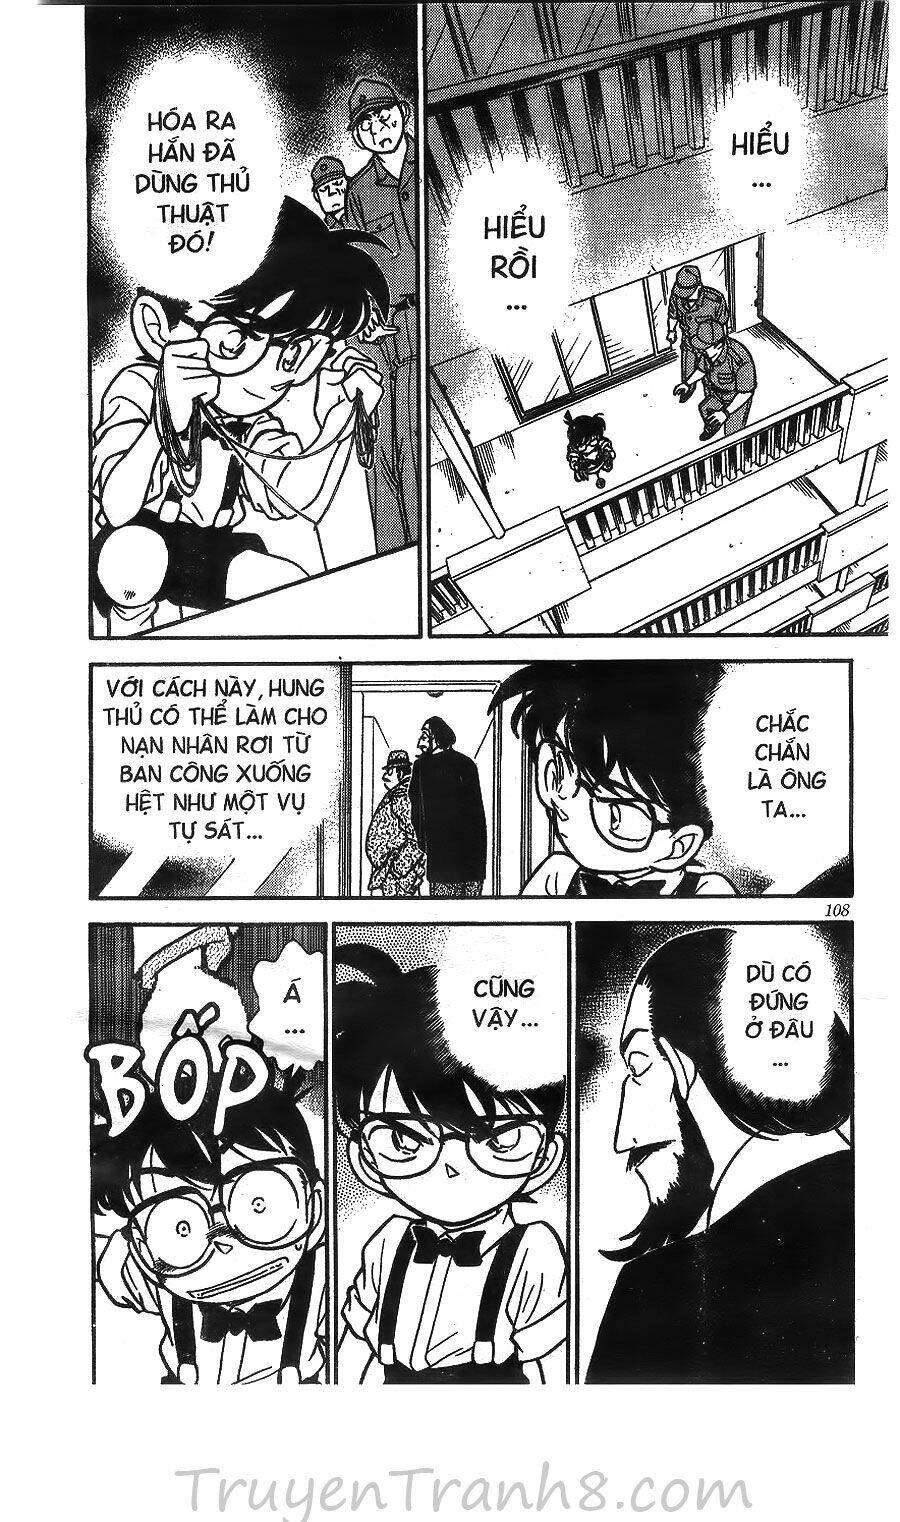 HIỂU
...
HIỂU
RỒI
...
HÓA RA
HẮN ĐÃ
DÙNG THỦ
THUẬT
ĐÓ!
CHẮC
CHẮN
LÀ ÔNG
TA...
VỚI CÁCH NÀY, HUNG
THỦ CÓ THỂ LÀM CHO
NẠN NHÂN RƠI TỪ
BAN CÔNG XUỐNG
HỆT NHƯ MỘT VỤ
TỰ SÁT...
108
DÙ CÓ
ĐỨNG
Ở ĐÂU
...
CŨNG
VẬY...
Á
...
BỐP
TruyenTranh8.com